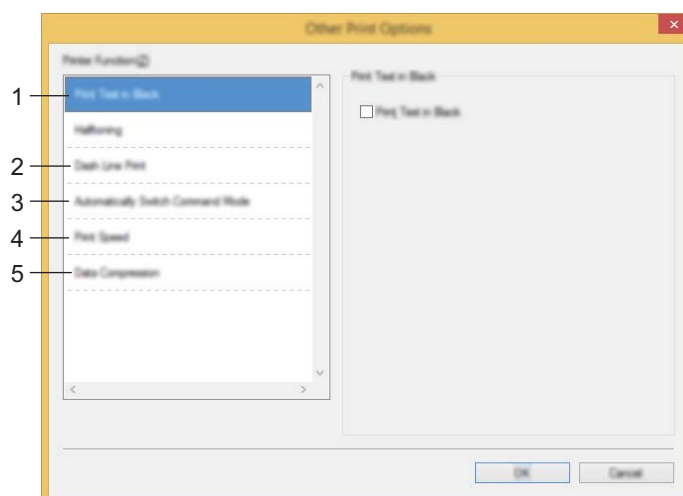 Other Print Options
Printer Function(Z)
1
Print Text in Black
Halftoning
2
Dash Line Print
3
Automatically Switch Command Mode
4
Print Speed
5
Data Compression
Print Text in Black
Print Text in Black
OK
Cancel